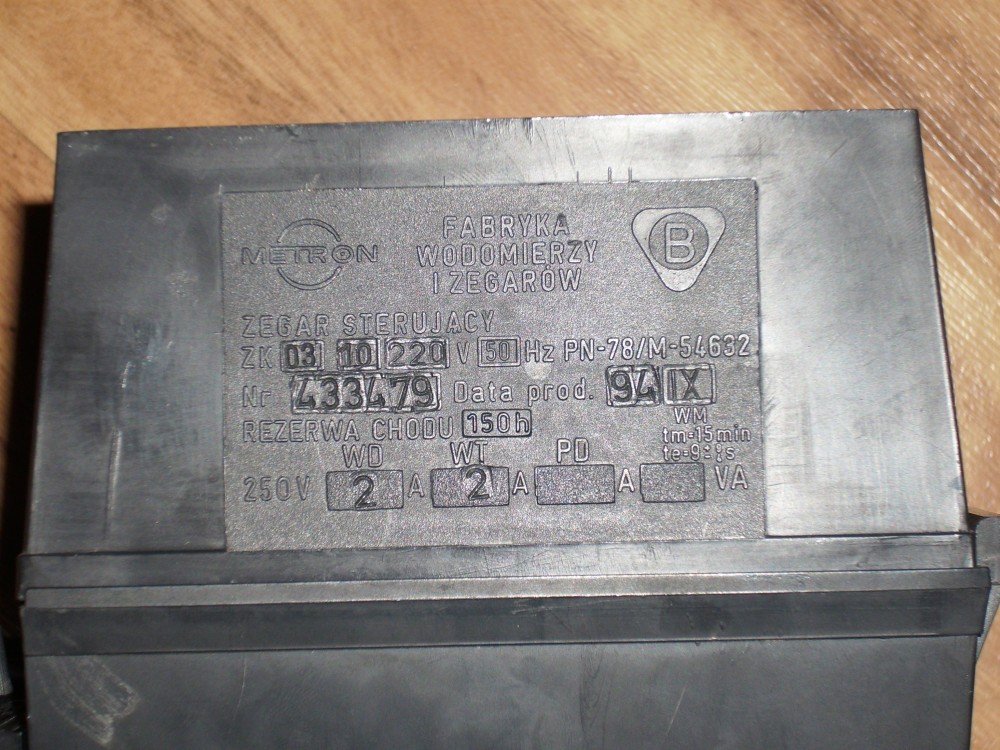 METRON
FABRYKA
WODOMIERZY
I ZEGARÓW
B
ZEGAR STERUJĄCY
ZK 03 10 220 V 50 Hz PN-78/M-54632
Nr 433479 Data prod. 94 IX
REZERWA CHODU 150h
WM
tm=15min
WD WT PD
250V 2 A 2 A A VA